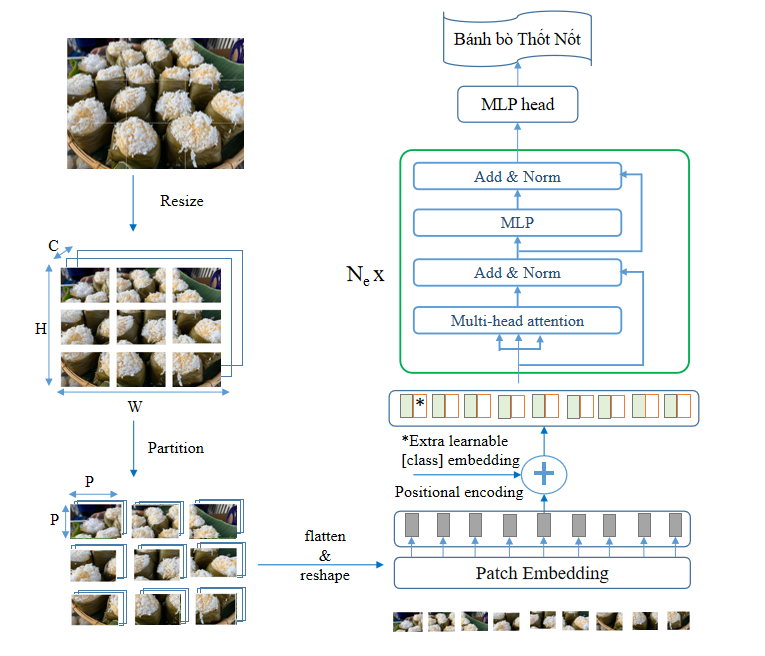 Bánh bò Thốt Nốt
MLP head
Add & Norm
MLP
Add & Norm
Multi-head attention
Nₑ x
Resize
C
H
W
Partition
P
P
flatten
&
reshape
*
*Extra learnable
[class] embedding
Positional encoding
+
Patch Embedding